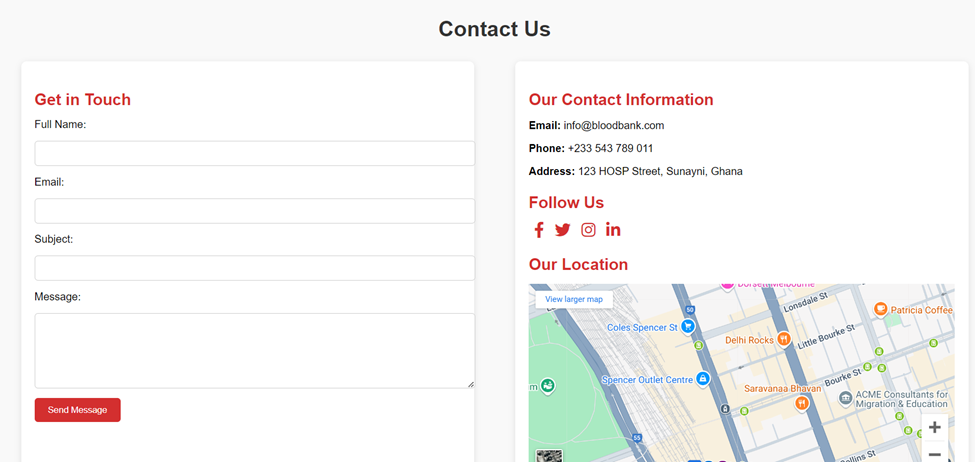 Contact Us
Get in Touch
Full Name:
Email:
Subject:
Message:
Send Message
Our Contact Information
Email: info@bloodbank.com
Phone: +233 543 789 011
Address: 123 HOSP Street, Sunayni, Ghana
Follow Us
Our Location
View larger map
Dorsett Melbourne
Lonsdale St
50
Patricia Coffee
Coles Spencer St
Little Bourke St
Delhi Rocks
Spencer Outlet Centre
Bourke St
Saravanaa Bhavan
ACME Consultants for
Migration & Education
55
Collins St